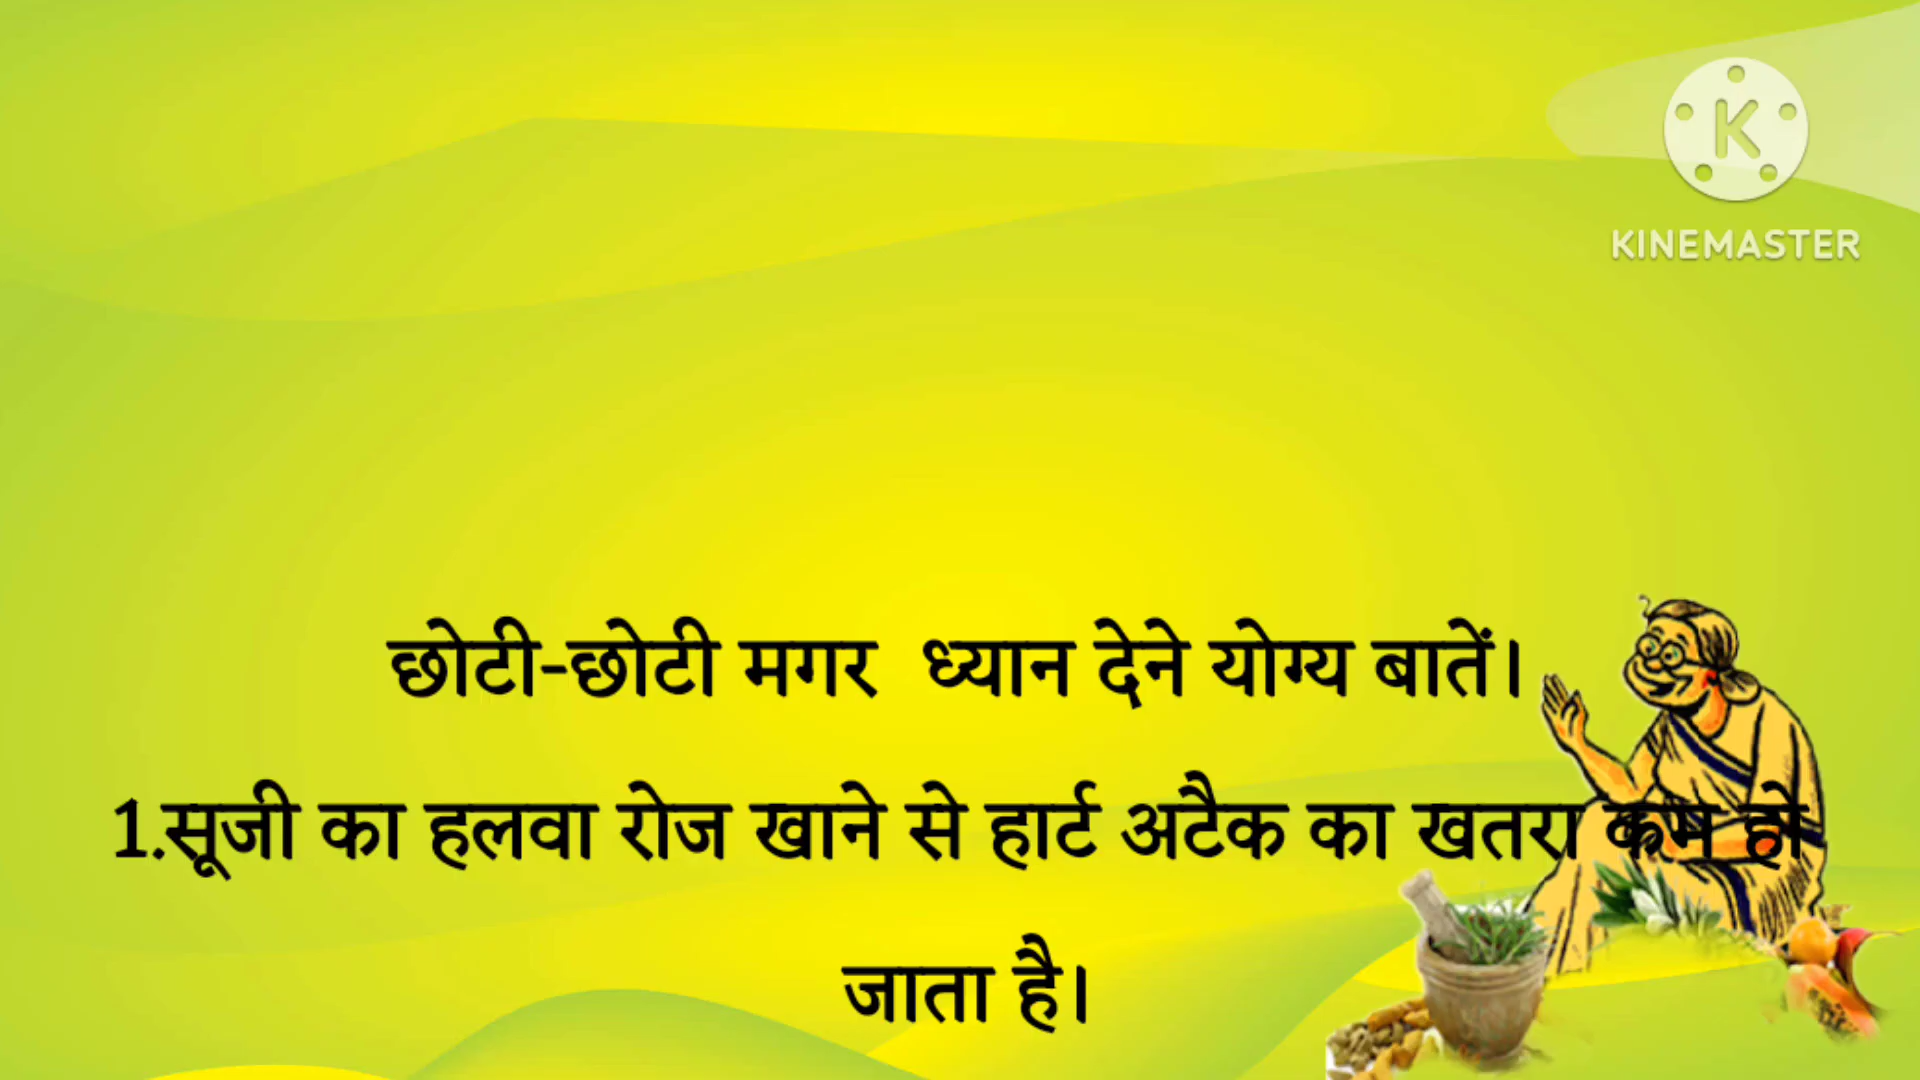 K
KINEMASTER
छोटी-छोटी मगर ध्यान देने योग्य बातें।
1.सूजी का हलवा रोज खाने से हार्ट अटैक का खतरा कम हो
जाता है।